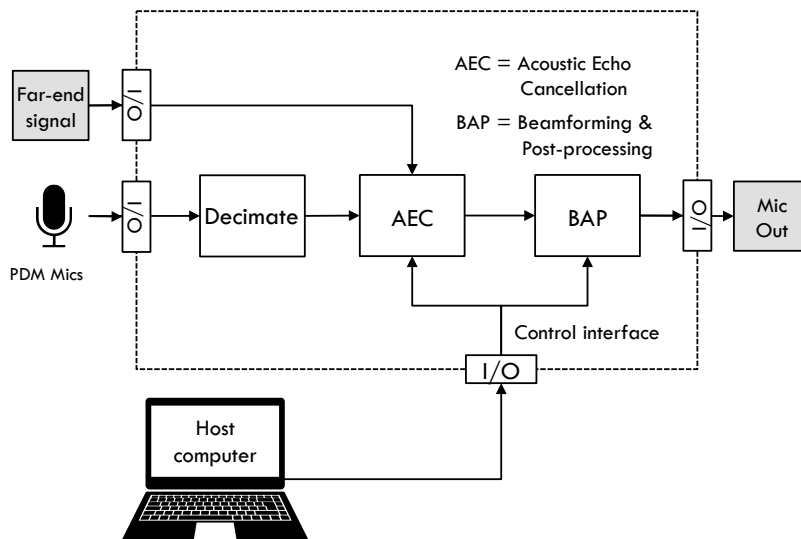 AEC = Acoustic Echo
Cancellation
BAP = Beamforming &
Post-processing
Far-end
signal
I/O
I/O
Decimate
AEC
BAP
I/O
Mic
Out
PDM Mics
Control interface
I/O
Host
computer